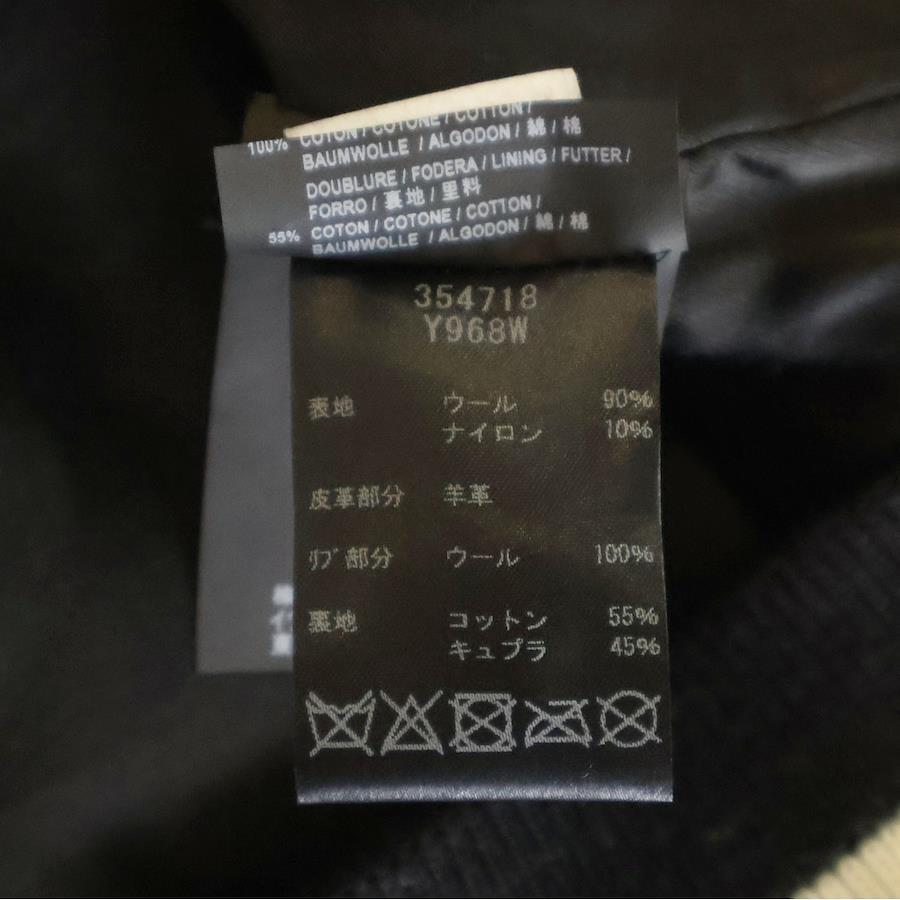 100% COTON / COTONE / COTTON /
BAUMWOLLE / ALGODON / 綿 / 棉
DOUBLURE / FODERA / LINING / FUTTER /
FORRO / 裏地 / 里料
55% COTON / COTONE / COTTON /
BAUMWOLLE / ALGODON / 綿 / 棉
354718
Y968W
表地 ウール 90%
ナイロン 10%
皮革部分 羊革
ﾘﾌﾞ部分 ウール 100%
裏地 コットン 55%
キュプラ 45%